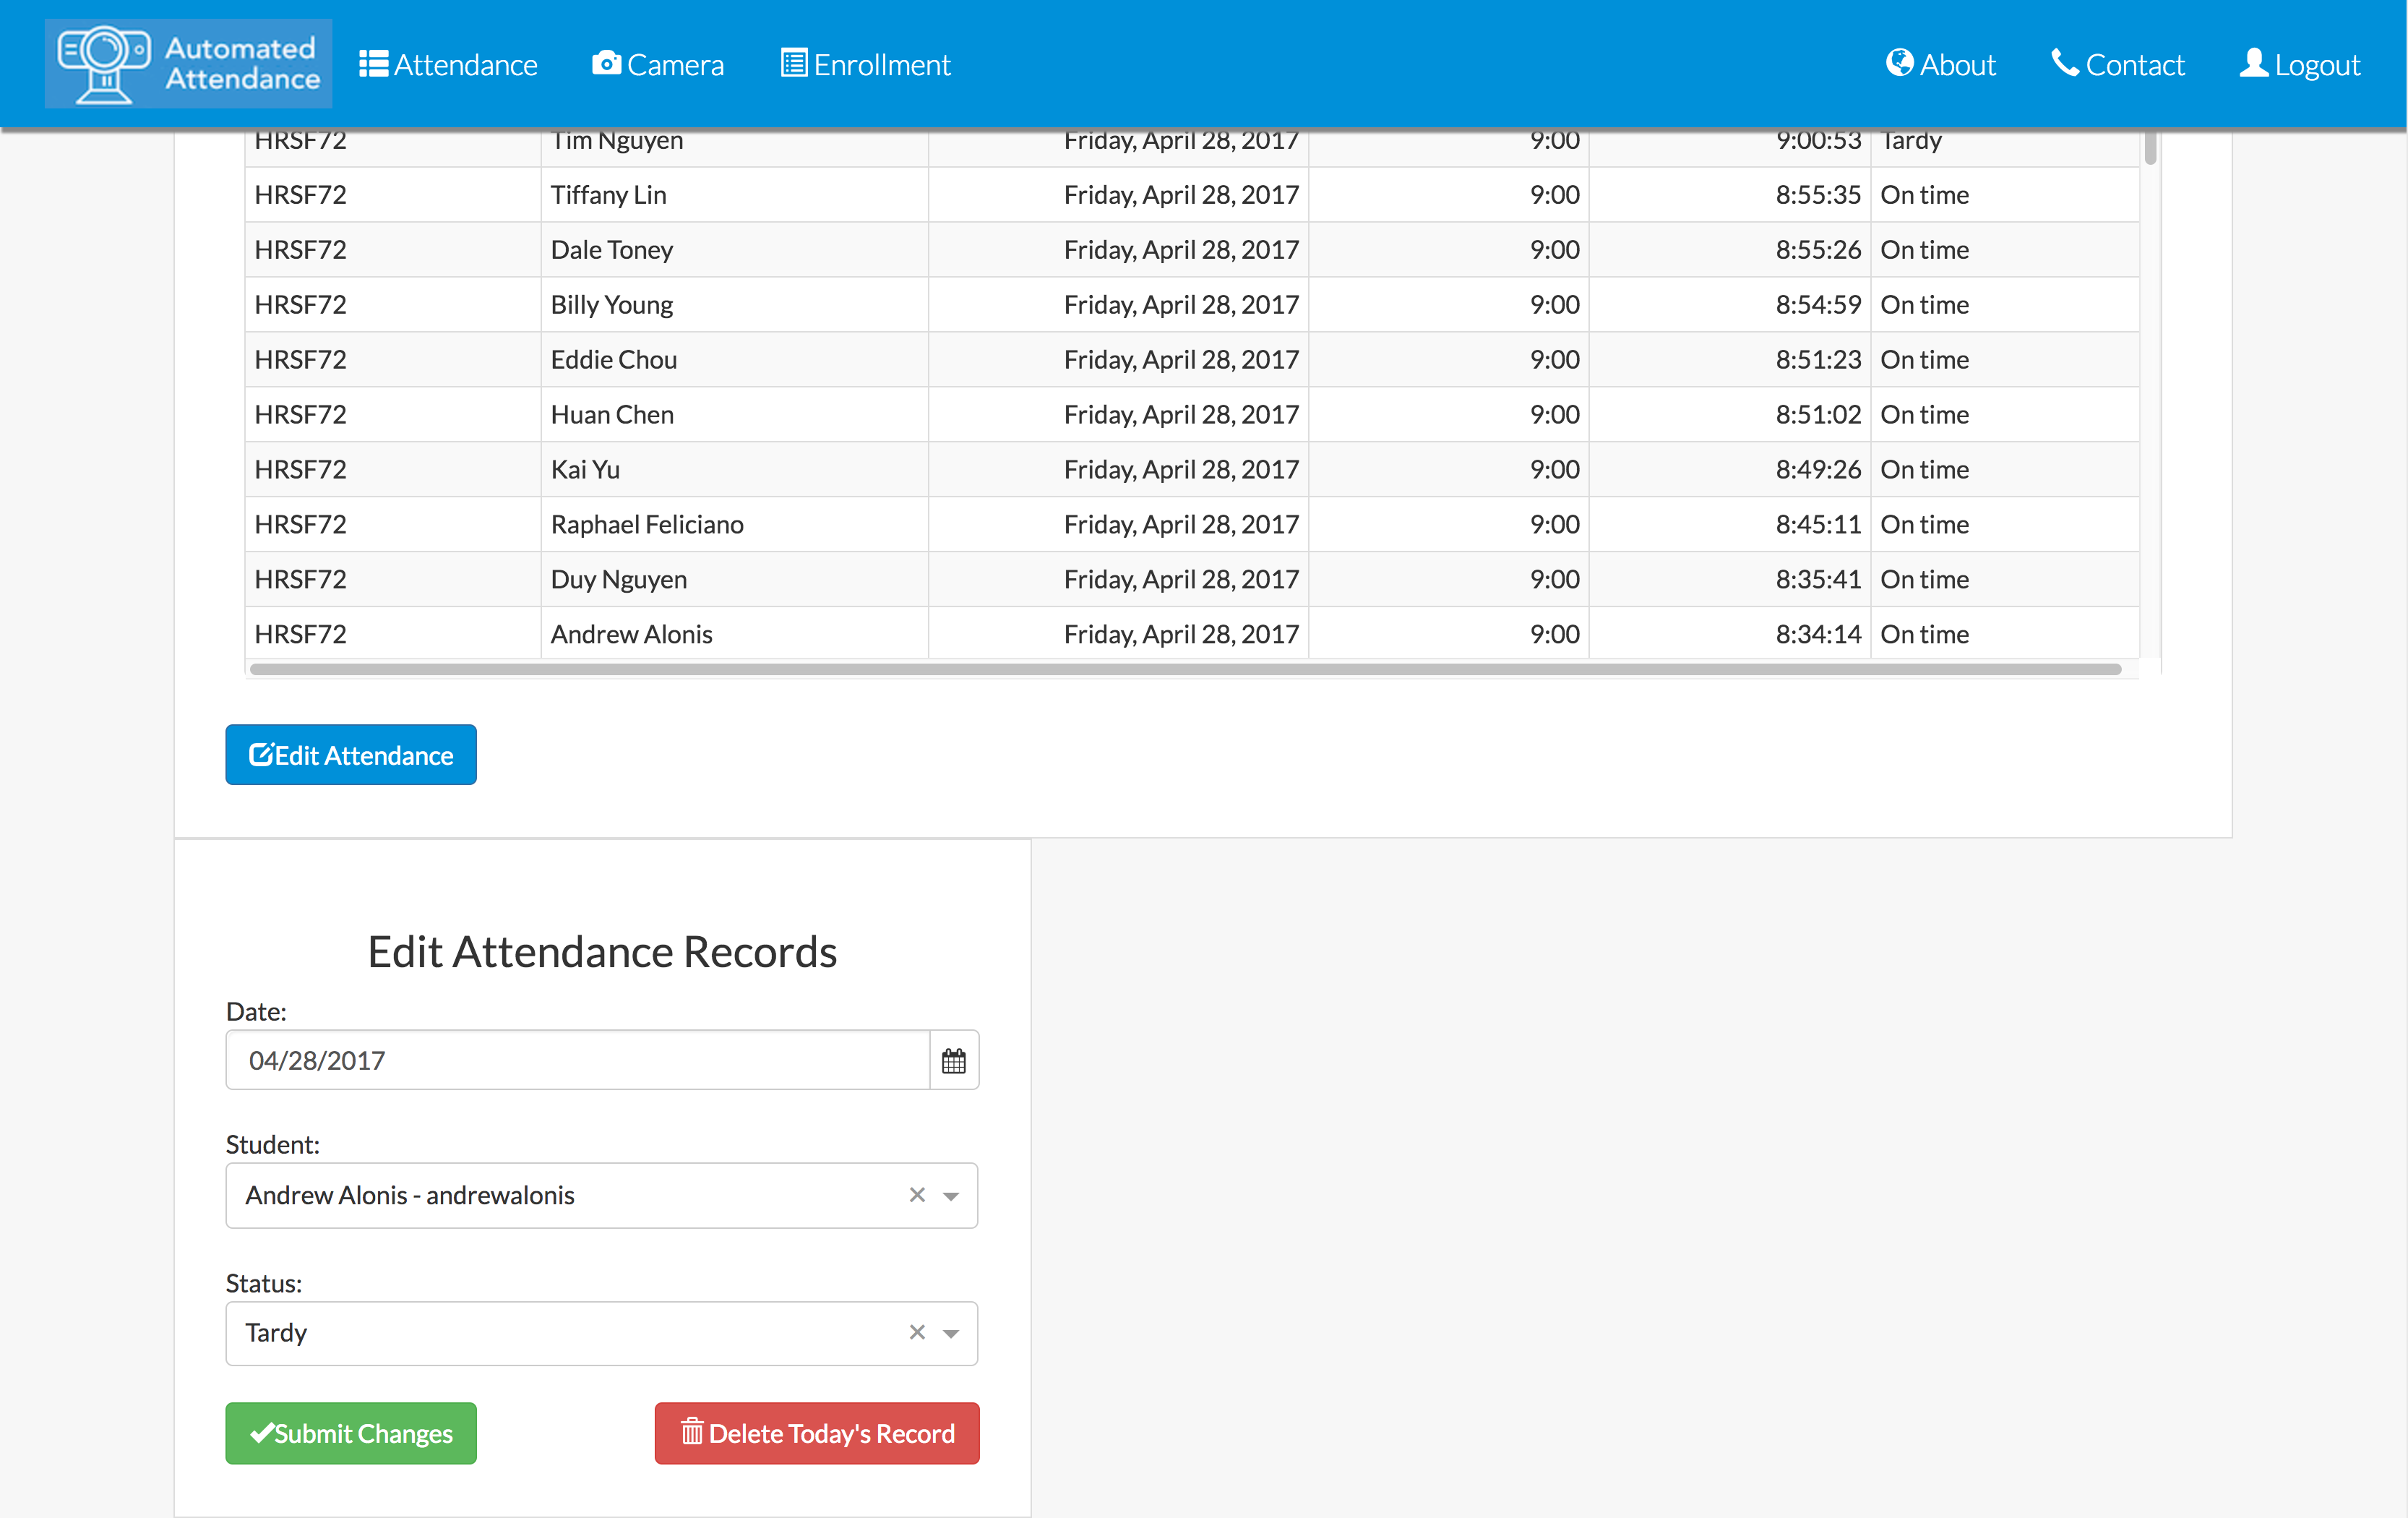 Automated Attendance Attendance Camera Enrollment About Contact Logout
HRSF72 Tim Nguyen Friday, April 28, 2017 9:00 9:00:53 Tardy
HRSF72 Tiffany Lin Friday, April 28, 2017 9:00 8:55:35 On time
HRSF72 Dale Toney Friday, April 28, 2017 9:00 8:55:26 On time
HRSF72 Billy Young Friday, April 28, 2017 9:00 8:54:59 On time
HRSF72 Eddie Chou Friday, April 28, 2017 9:00 8:51:23 On time
HRSF72 Huan Chen Friday, April 28, 2017 9:00 8:51:02 On time
HRSF72 Kai Yu Friday, April 28, 2017 9:00 8:49:26 On time
HRSF72 Raphael Feliciano Friday, April 28, 2017 9:00 8:45:11 On time
HRSF72 Duy Nguyen Friday, April 28, 2017 9:00 8:35:41 On time
HRSF72 Andrew Alonis Friday, April 28, 2017 9:00 8:34:14 On time
Edit Attendance
Edit Attendance Records
Date:
04/28/2017
Student:
Andrew Alonis - andrewalonis
Status:
Tardy
Submit Changes Delete Today's Record